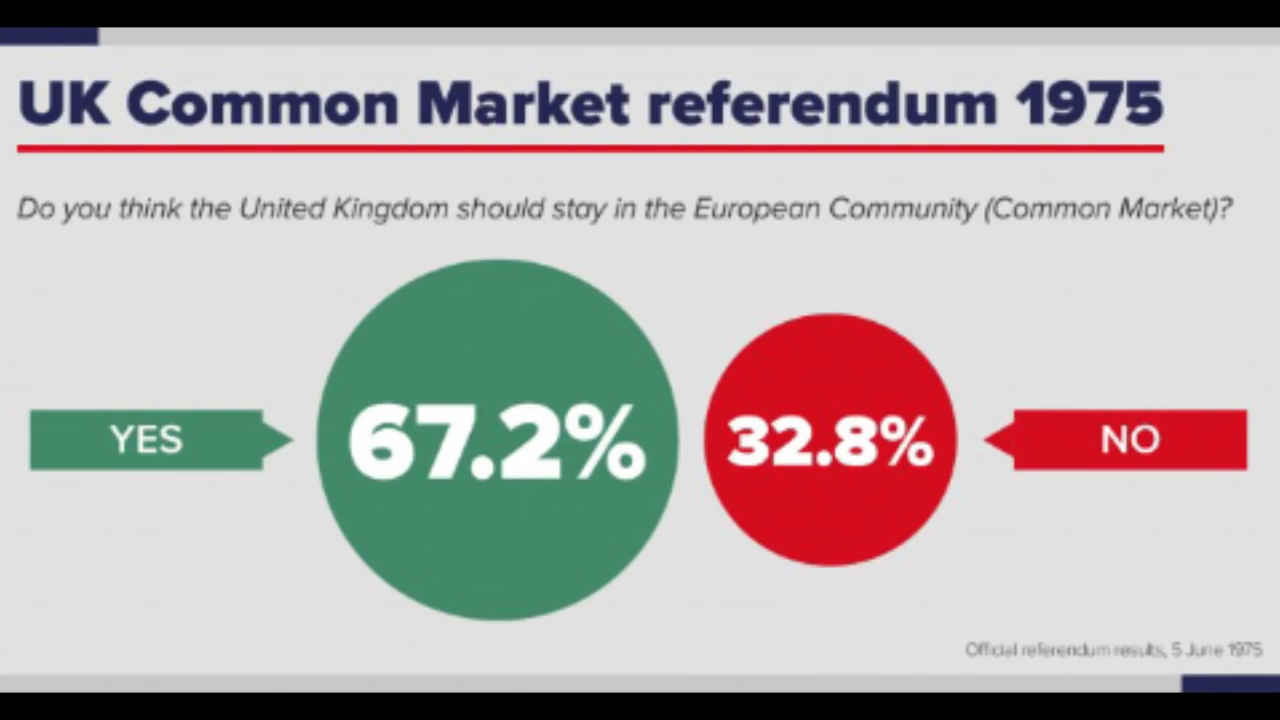 UK Common Market referendum 1975
Do you think the United Kingdom should stay in the European Community (Common Market)?
YES
67.2%
32.8%
NO
Official referendum results, 5 June 1975